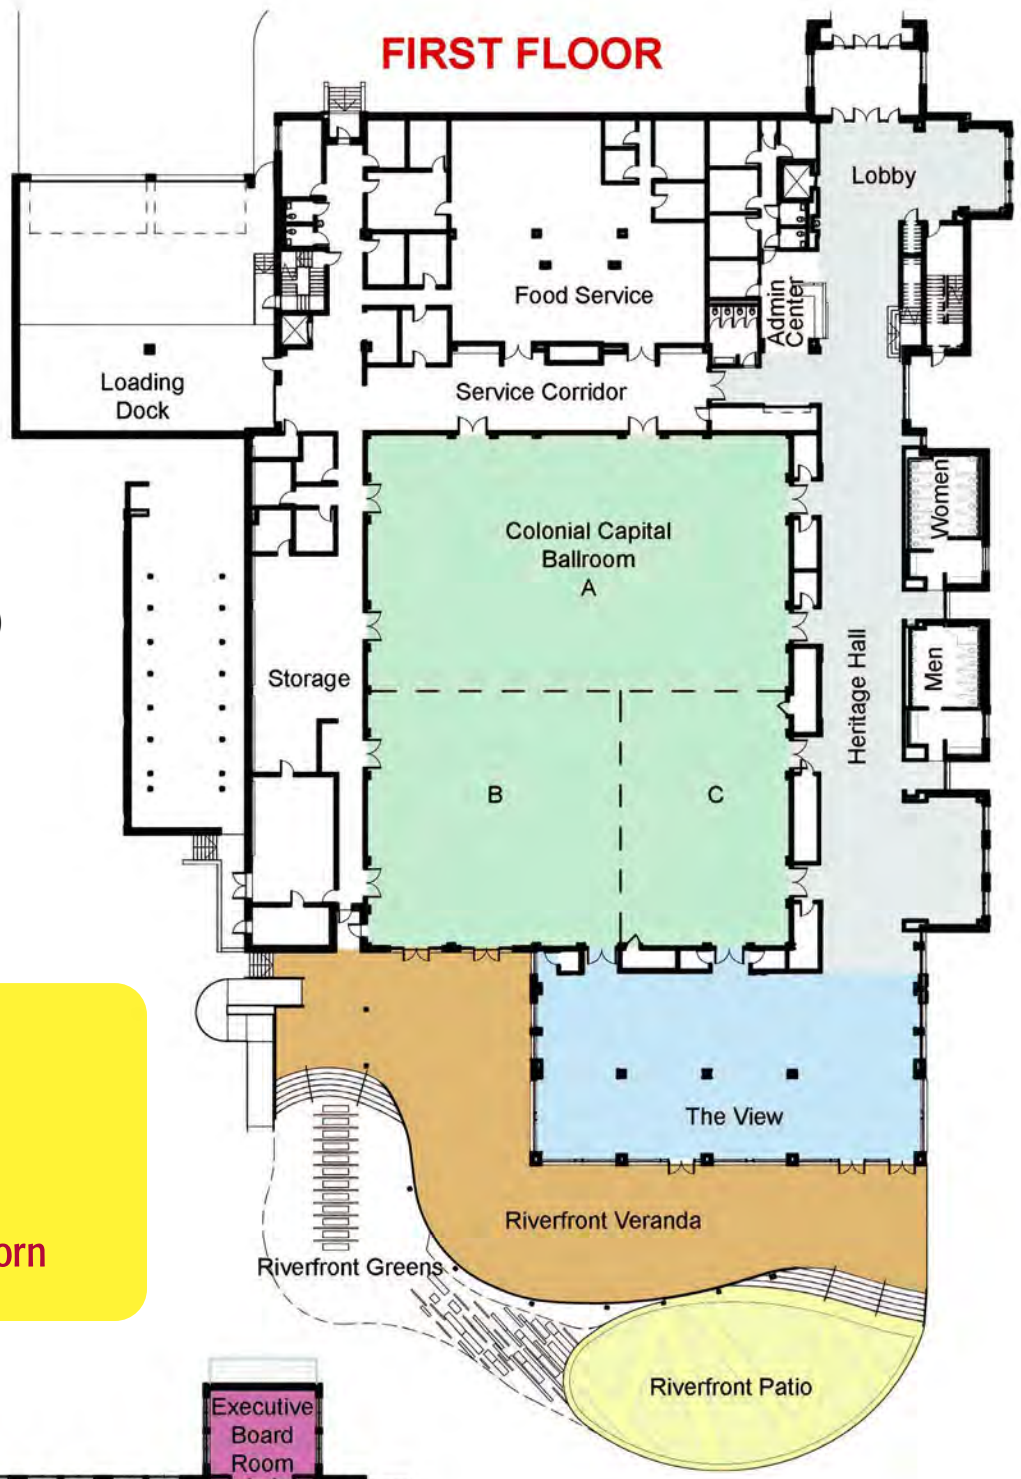 FIRST FLOOR
Lobby
Food Service
Admin
Center
Loading
Dock
Service Corridor
Women
Colonial Capital
Ballroom
A
Heritage Hall
Men
Storage
B
C
The View
Riverfront Veranda
orn
Riverfront Greens
Riverfront Patio
Executive
Board
Room
)